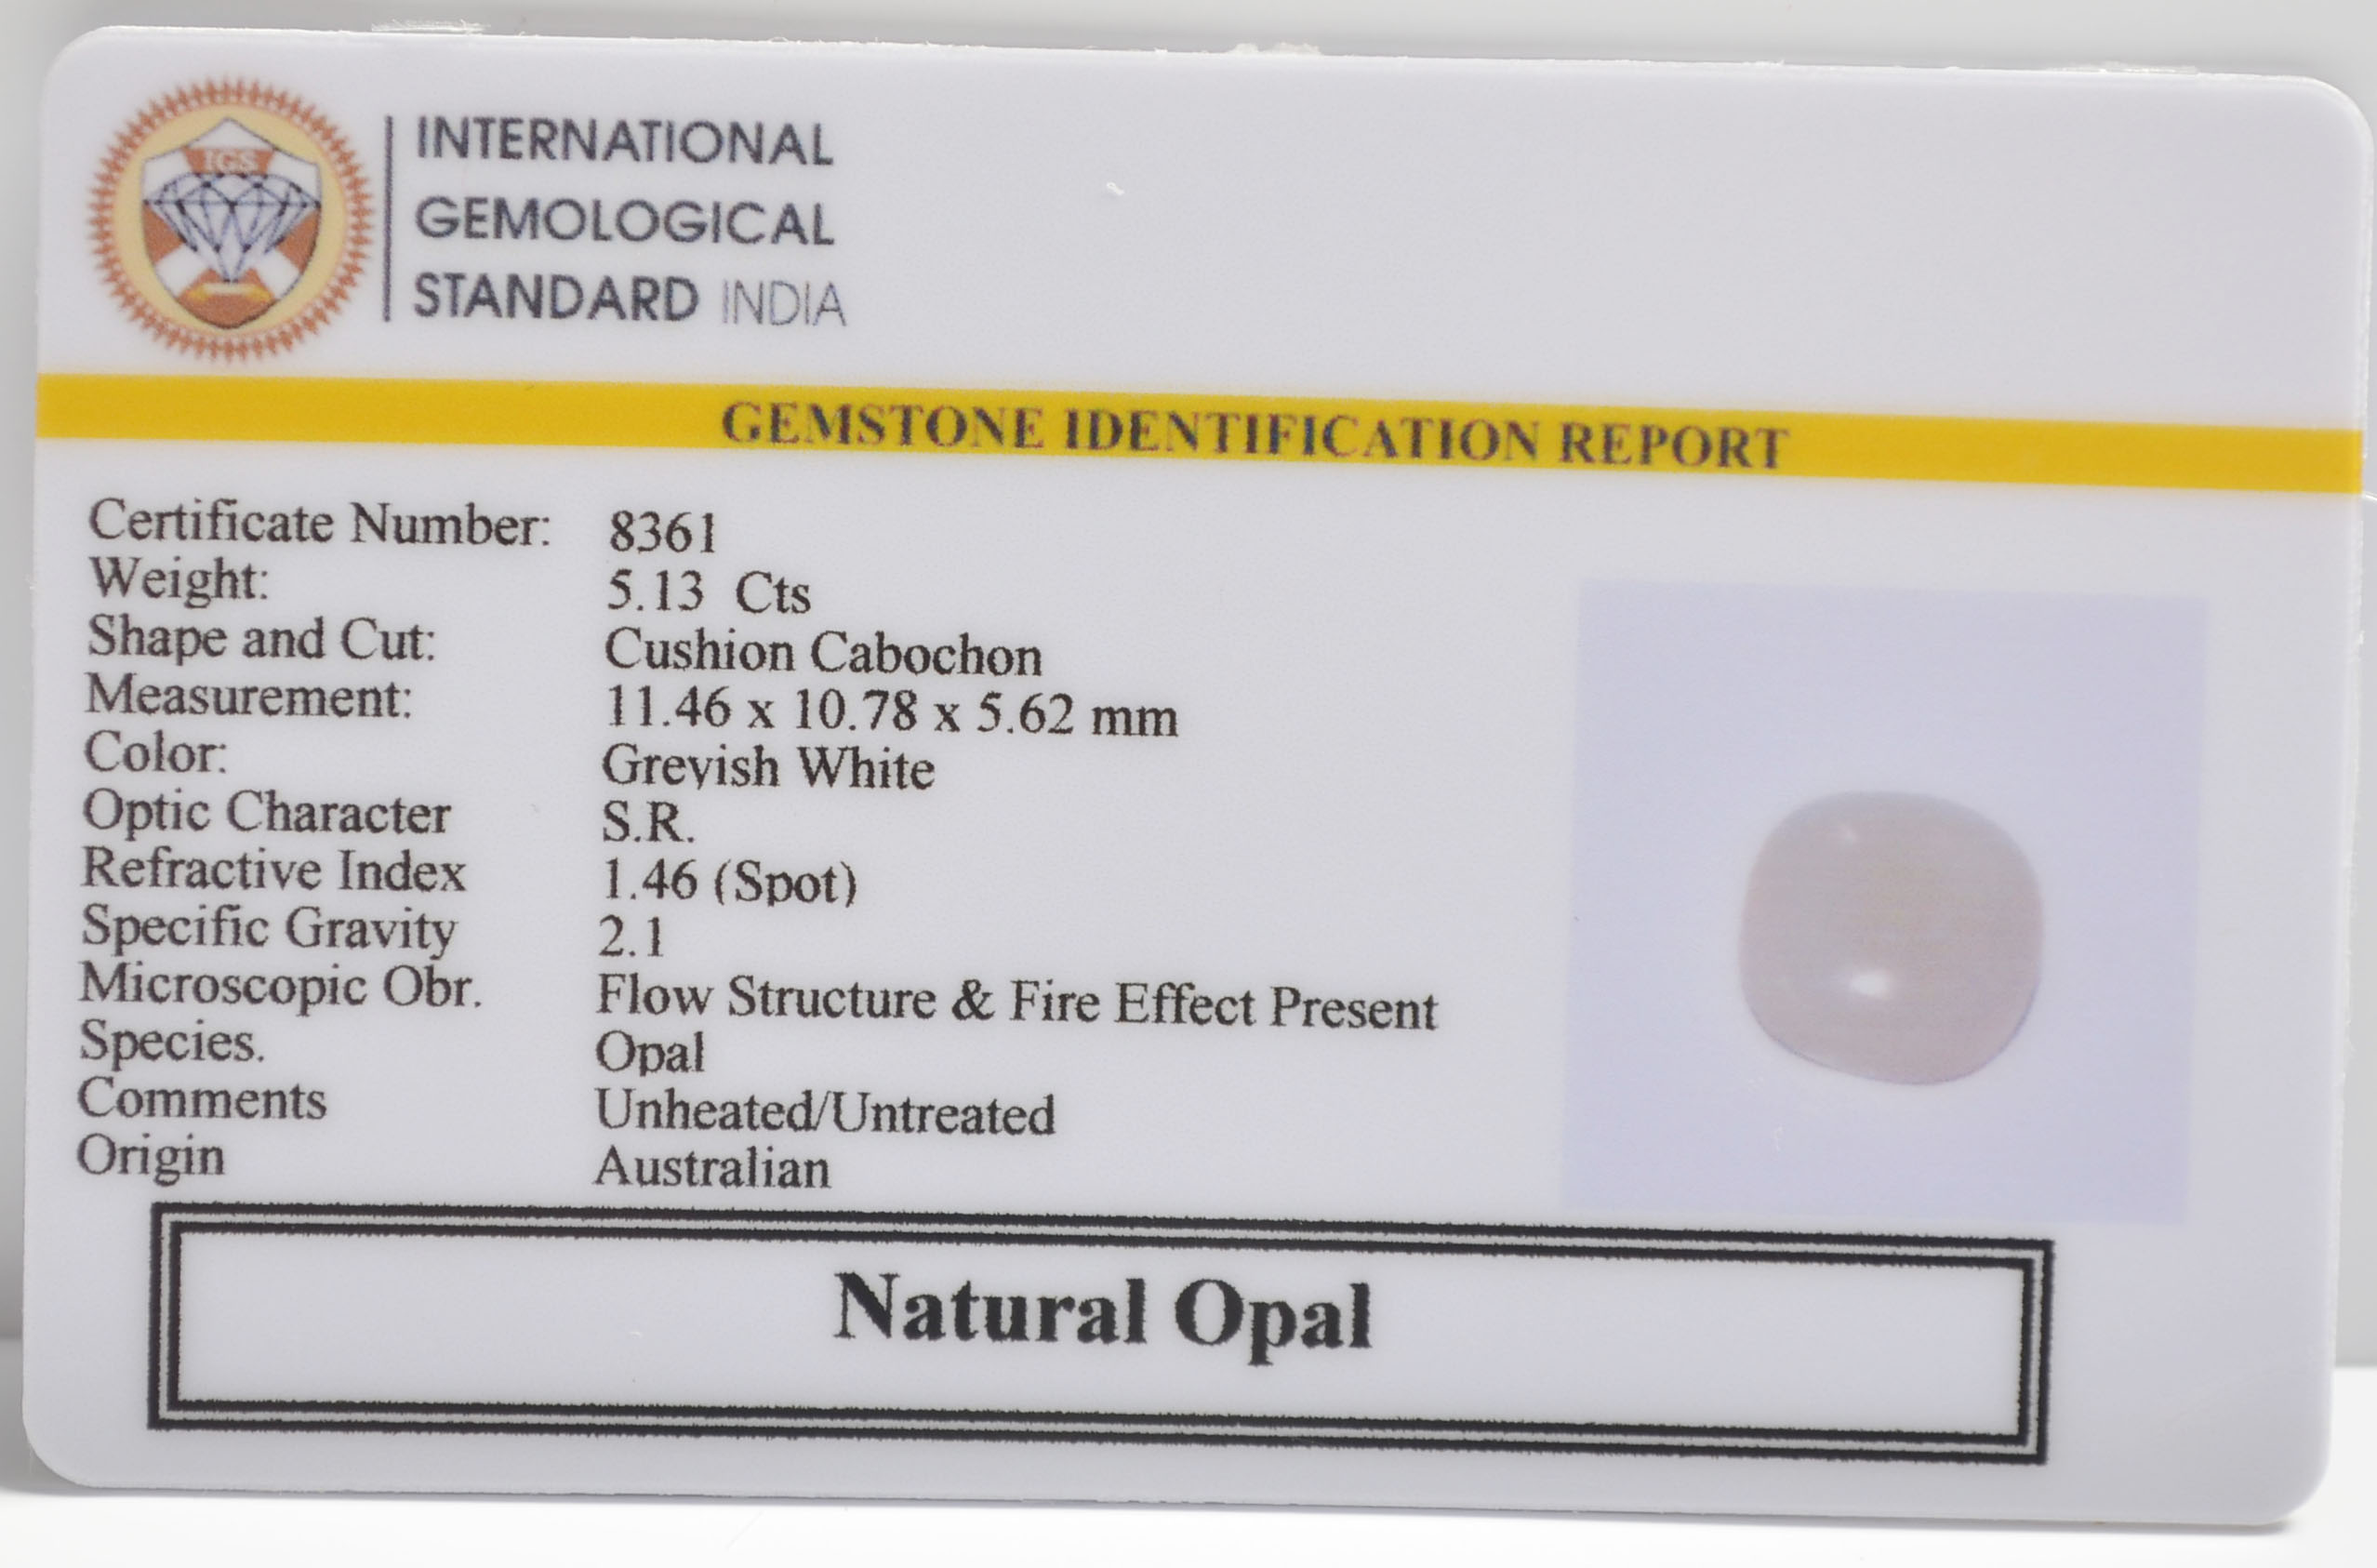 IGS
INTERNATIONAL
GEMOLOGICAL
STANDARD INDIA
GEMSTONE IDENTIFICATION REPORT
Certificate Number: 8361
Weight: 5.13 Cts
Shape and Cut: Cushion Cabochon
Measurement: 11.46 x 10.78 x 5.62 mm
Color: Greyish White
Optic Character S.R.
Refractive Index 1.46 (Spot)
Specific Gravity 2.1
Microscopic Obr. Flow Structure & Fire Effect Present
Species. Opal
Comments Unheated/Untreated
Origin Australian
Natural Opal